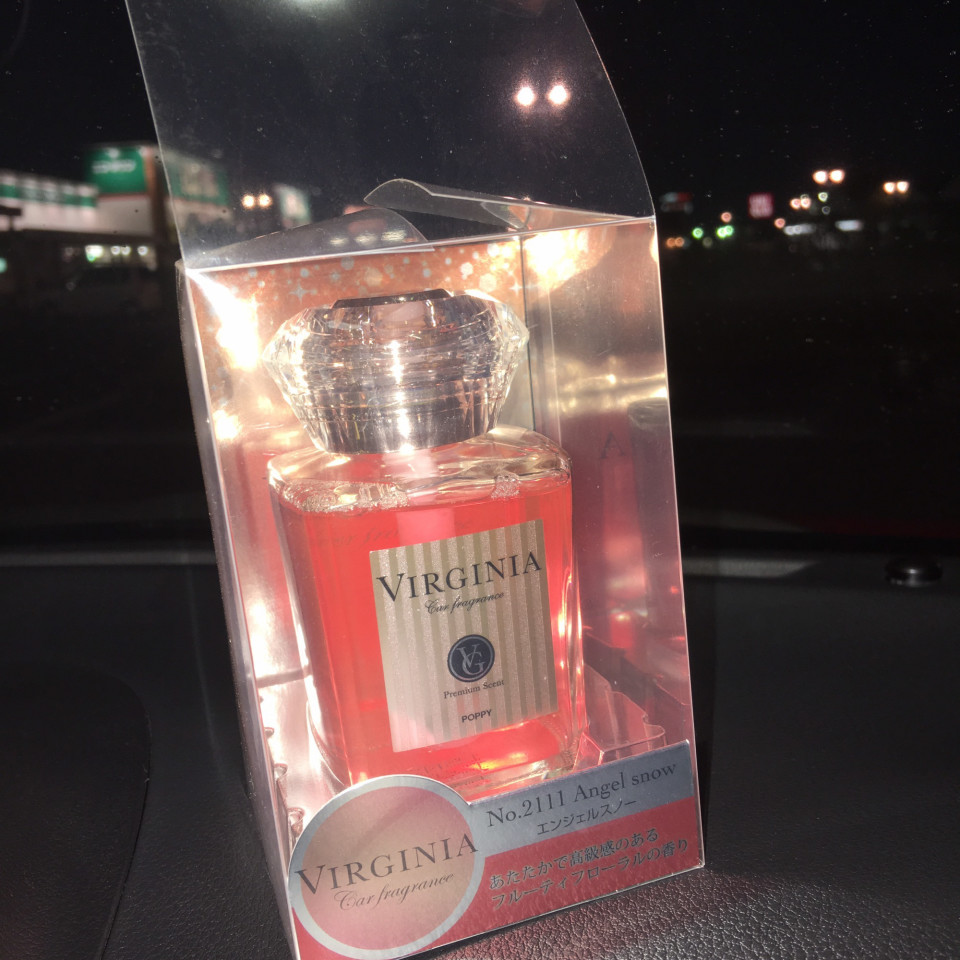 VIRGINIA
Car fragrance
VG
Premium Scent
POPPY
No.2111 Angel snow
エンジェルスノー
VIRGINIA
Car fragrance
あたたかで高級感のある
フルーティフローラルの香り